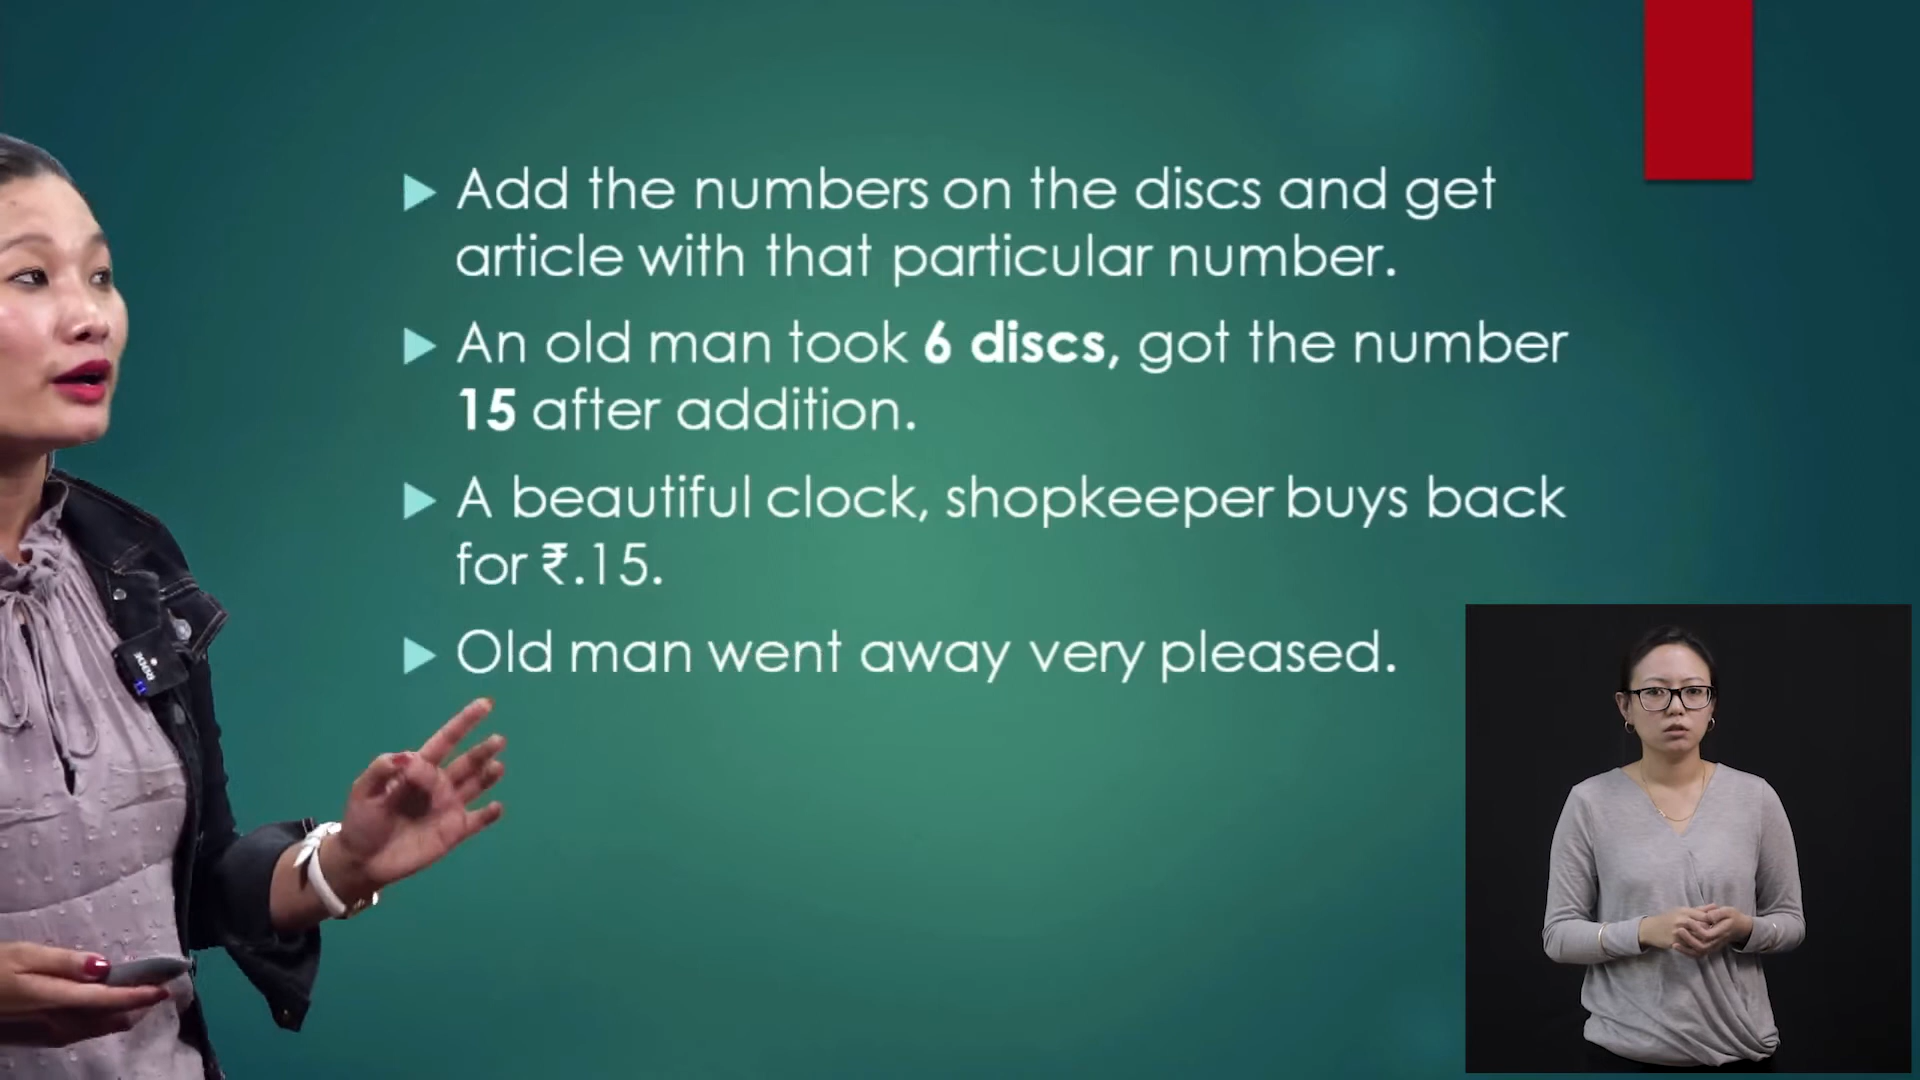 Add the numbers on the discs and get
article with that particular number.
An old man took 6 discs, got the number
15 after addition.
A beautiful clock, shopkeeper buys back
for ₹.15.
Old man went away very pleased.
RODE